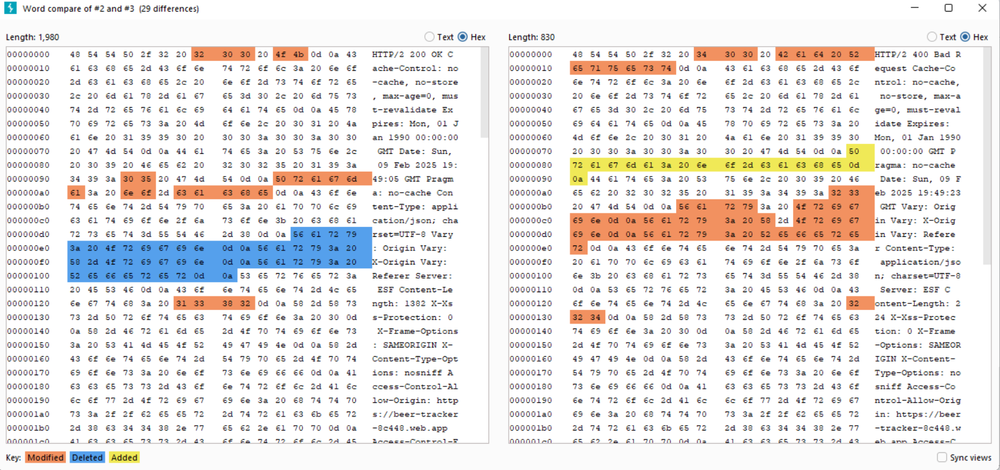 Word compare of #2 and #3 (29 differences)
Length: 1,980
Text Hex
00000000 48 54 54 50 2f 32 20 32 30 30 20 4f 4b 0d 0a 43 HTTP/2 200 OK C
00000010 61 63 68 65 2d 43 6f 6e 74 72 6f 6c 3a 20 6e 6f ache-Control: no
00000020 2d 63 61 63 68 65 2c 20 6e 6f 2d 73 74 6f 72 65 -cache, no-store
00000030 2c 20 6d 61 78 2d 61 67 65 3d 30 2c 20 6d 75 73 , max-age=0, mus
00000040 74 2d 72 65 76 61 6c 69 64 61 74 65 0d 0a 45 78 t-revalidate Ex
00000050 70 69 72 65 73 3a 20 4d 6f 6e 2c 20 30 31 20 4a pires: Mon, 01 J
00000060 61 6e 20 31 39 39 30 20 30 30 3a 30 30 3a 30 30 an 1990 00:00:00
00000070 20 47 4d 54 0d 0a 44 61 74 65 3a 20 53 75 6e 2c GMT Date: Sun,
00000080 20 30 39 20 46 65 62 20 32 30 32 35 20 31 39 3a 09 Feb 2025 19:
00000090 34 39 3a 30 35 20 47 4d 54 0d 0a 50 72 61 67 6d 49:05 GMT Pragm
000000a0 61 3a 20 6e 6f 2d 63 61 63 68 65 0d 0a 43 6f 6e a: no-cache Con
000000b0 74 65 6e 74 2d 54 79 70 65 3a 20 61 70 70 6c 69 tent-Type: appli
000000c0 63 61 74 69 6f 6e 2f 6a 73 6f 6e 3b 20 63 68 61 cation/json; cha
000000d0 72 73 65 74 3d 55 54 46 2d 38 0d 0a 56 61 72 79 rset=UTF-8 Vary
000000e0 3a 20 4f 72 69 67 69 6e 0d 0a 56 61 72 79 3a 20 : Origin Vary:
000000f0 58 2d 4f 72 69 67 69 6e 0d 0a 56 61 72 79 3a 20 X-Origin Vary:
00000100 52 65 66 65 72 65 72 0d 0a 53 65 72 76 65 72 3a Referer Server:
00000110 20 45 53 46 0d 0a 43 6f 6e 74 65 6e 74 2d 4c 65 ESF Content-Le
00000120 6e 67 74 68 3a 20 31 33 38 32 0d 0a 58 2d 58 73 ngth: 1382 X-Xs
00000130 73 2d 50 72 6f 74 65 63 74 69 6f 6e 3a 20 30 0d s-Protection: 0
00000140 0a 58 2d 46 72 61 6d 65 2d 4f 70 74 69 6f 6e 73 X-Frame-Options
00000150 3a 20 53 41 4d 45 4f 52 49 47 49 4e 0d 0a 58 2d : SAMEORIGIN X-
00000160 43 6f 6e 74 65 6e 74 2d 54 79 70 65 2d 4f 70 74 Content-Type-Opt
00000170 69 6f 6e 73 3a 20 6e 6f 73 6e 69 66 66 0d 0a 41 ions: nosniff A
00000180 63 63 65 73 73 2d 43 6f 6e 74 72 6f 6c 2d 41 6c ccess-Control-Al
00000190 6c 6f 77 2d 4f 72 69 67 69 6e 3a 20 68 74 74 70 low-Origin: http
000001a0 73 3a 2f 2f 62 65 65 72 2d 74 72 61 63 6b 65 72 s://beer-tracker
000001b0 2d 38 63 34 34 38 2e 77 65 62 2e 61 70 70 0d 0a -8c448.web.app
000001c0 41 63 63 65 73 73 2d 43 6f 6e 74 72 6f 6c 2d 45 Access-Control-E
Length: 830
Text Hex
00000000 48 54 54 50 2f 32 20 34 30 30 20 42 61 64 20 52 HTTP/2 400 Bad R
00000010 65 71 75 65 73 74 0d 0a 43 61 63 68 65 2d 43 6f equest Cache-Co
00000020 6e 74 72 6f 6c 3a 20 6e 6f 2d 63 61 63 68 65 2c ntrol: no-cache,
00000030 20 6e 6f 2d 73 74 6f 72 65 2c 20 6d 61 78 2d 61 no-store, max-a
00000040 67 65 3d 30 2c 20 6d 75 73 74 2d 72 65 76 61 6c ge=0, must-reval
00000050 69 64 61 74 65 0d 0a 45 78 70 69 72 65 73 3a 20 idate Expires:
00000060 4d 6f 6e 2c 20 30 31 20 4a 61 6e 20 31 39 39 30 Mon, 01 Jan 1990
00000070 20 30 30 3a 30 30 3a 30 30 20 47 4d 54 0d 0a 50 00:00:00 GMT P
00000080 72 61 67 6d 61 3a 20 6e 6f 2d 63 61 63 68 65 0d ragma: no-cache
00000090 0a 44 61 74 65 3a 20 53 75 6e 2c 20 30 39 20 46 Date: Sun, 09 F
000000a0 65 62 20 32 30 32 35 20 31 39 3a 34 39 3a 32 33 eb 2025 19:49:23
000000b0 20 47 4d 54 0d 0a 56 61 72 79 3a 20 4f 72 69 67 GMT Vary: Orig
000000c0 69 6e 0d 0a 56 61 72 79 3a 20 58 2d 4f 72 69 67 in Vary: X-Orig
000000d0 69 6e 0d 0a 56 61 72 79 3a 20 52 65 66 65 72 65 in Vary: Refere
000000e0 72 0d 0a 43 6f 6e 74 65 6e 74 2d 54 79 70 65 3a r Content-Type:
000000f0 20 61 70 70 6c 69 63 61 74 69 6f 6e 2f 6a 73 6f application/jso
00000100 6e 3b 20 63 68 61 72 73 65 74 3d 55 54 46 2d 38 n; charset=UTF-8
00000110 0d 0a 53 65 72 76 65 72 3a 20 45 53 46 0d 0a 43 Server: ESF C
00000120 6f 6e 74 65 6e 74 2d 4c 65 6e 67 74 68 3a 20 32 ontent-Length: 2
00000130 32 34 0d 0a 58 2d 58 73 73 2d 50 72 6f 74 65 63 24 X-Xss-Protec
00000140 74 69 6f 6e 3a 20 30 0d 0a 58 2d 46 72 61 6d 65 tion: 0 X-Frame
00000150 2d 4f 70 74 69 6f 6e 73 3a 20 53 41 4d 45 4f 52 -Options: SAMEOR
00000160 49 47 49 4e 0d 0a 58 2d 43 6f 6e 74 65 6e 74 2d IGIN X-Content-
00000170 54 79 70 65 2d 4f 70 74 69 6f 6e 73 3a 20 6e 6f Type-Options: no
00000180 73 6e 69 66 66 0d 0a 41 63 63 65 73 73 2d 43 6f sniff Access-Co
00000190 6e 74 72 6f 6c 2d 41 6c 6c 6f 77 2d 4f 72 69 67 ntrol-Allow-Orig
000001a0 69 6e 3a 20 68 74 74 70 73 3a 2f 2f 62 65 65 72 in: https://beer
000001b0 2d 74 72 61 63 6b 65 72 2d 38 63 34 34 38 2e 77 -tracker-8c448.w
000001c0 65 62 2e 61 70 70 0d 0a 41 63 63 65 73 73 2d 43 eb.app Access-C
Key: Modified Deleted Added
Sync views